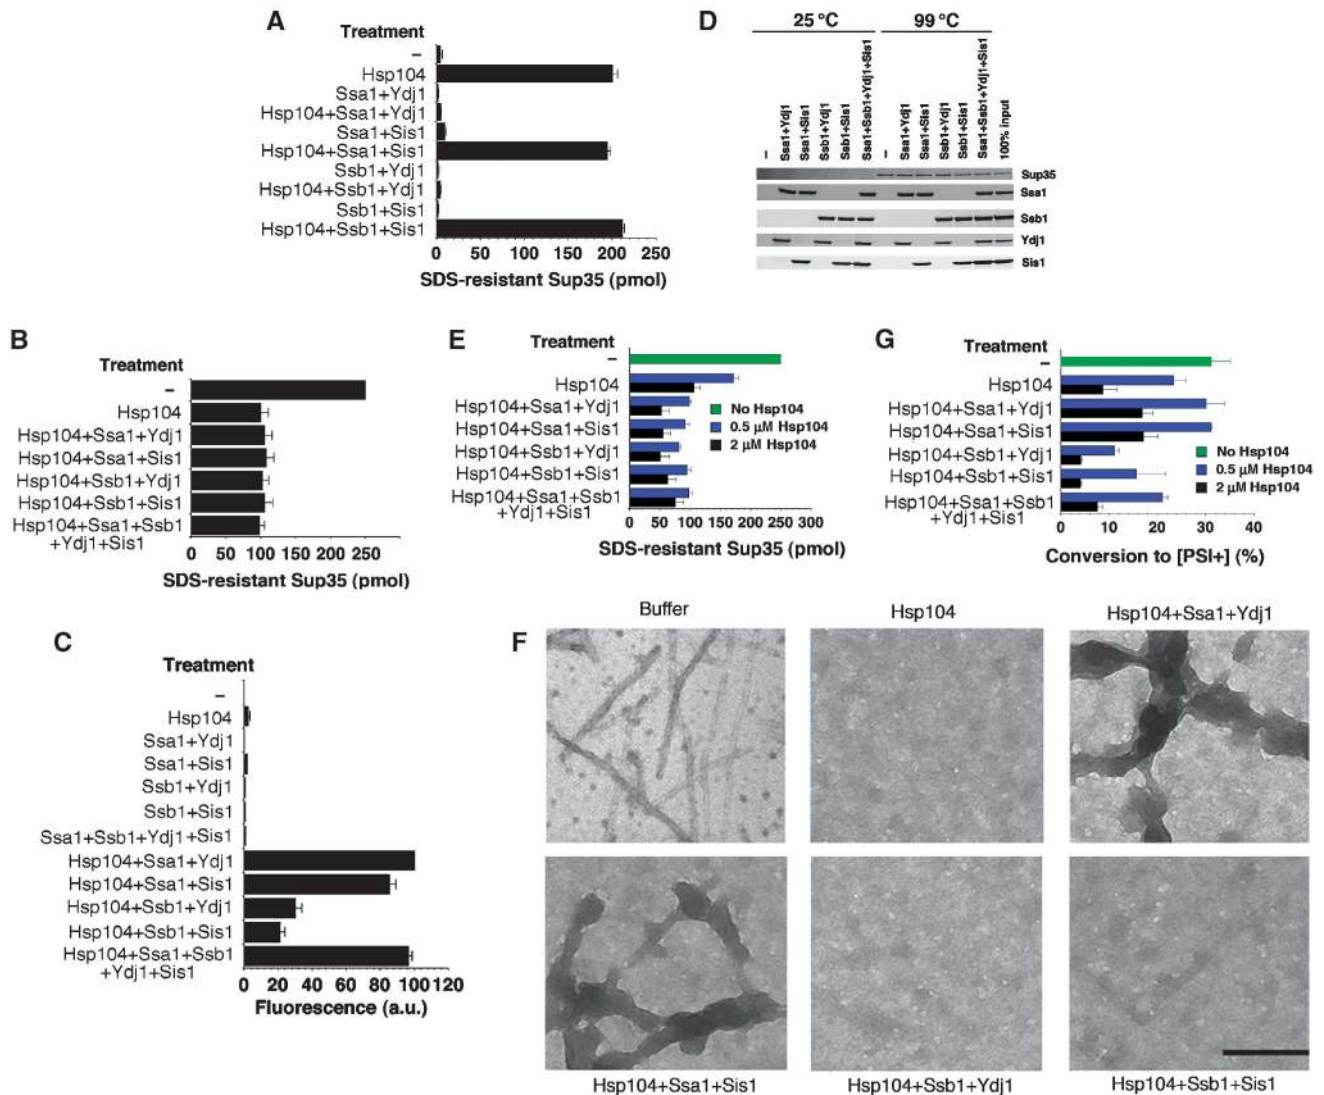 A
Treatment
–
Hsp104
Ssa1+Ydj1
Hsp104+Ssa1+Ydj1
Ssa1+Sis1
Hsp104+Ssa1+Sis1
Ssb1+Ydj1
Hsp104+Ssb1+Ydj1
Ssb1+Sis1
Hsp104+Ssb1+Sis1
0 50 100 150 200 250
SDS-resistant Sup35 (pmol)
D
25 °C 99 °C
–
Ssa1+Ydj1
Ssa1+Sis1
Ssb1+Ydj1
Ssb1+Sis1
Ssa1+Ssb1+Ydj1+Sis1
–
Ssa1+Ydj1
Ssa1+Sis1
Ssb1+Ydj1
Ssb1+Sis1
Ssa1+Ssb1+Ydj1+Sis1
100% input
Sup35
Ssa1
Ssb1
Ydj1
Sis1
B
Treatment
–
Hsp104
Hsp104+Ssa1+Ydj1
Hsp104+Ssa1+Sis1
Hsp104+Ssb1+Ydj1
Hsp104+Ssb1+Sis1
Hsp104+Ssa1+Ssb1
+Ydj1+Sis1
0 50 100 150 200 250
SDS-resistant Sup35 (pmol)
E
Treatment
–
Hsp104
Hsp104+Ssa1+Ydj1
Hsp104+Ssa1+Sis1
Hsp104+Ssb1+Ydj1
Hsp104+Ssb1+Sis1
Hsp104+Ssa1+Ssb1
+Ydj1+Sis1
No Hsp104
0.5 µM Hsp104
2 µM Hsp104
0 50 100 150 200 250 300
SDS-resistant Sup35 (pmol)
G
Treatment
–
Hsp104
Hsp104+Ssa1+Ydj1
Hsp104+Ssa1+Sis1
Hsp104+Ssb1+Ydj1
Hsp104+Ssb1+Sis1
Hsp104+Ssa1+Ssb1
+Ydj1+Sis1
No Hsp104
0.5 µM Hsp104
2 µM Hsp104
0 10 20 30 40
Conversion to [PSI+] (%)
C
Treatment
–
Hsp104
Ssa1+Ydj1
Ssa1+Sis1
Ssb1+Ydj1
Ssb1+Sis1
Ssa1+Ssb1+Ydj1+Sis1
Hsp104+Ssa1+Ydj1
Hsp104+Ssa1+Sis1
Hsp104+Ssb1+Ydj1
Hsp104+Ssb1+Sis1
Hsp104+Ssa1+Ssb1
+Ydj1+Sis1
0 20 40 60 80 100 120
Fluorescence (a.u.)
F
Buffer Hsp104 Hsp104+Ssa1+Ydj1
Hsp104+Ssa1+Sis1 Hsp104+Ssb1+Ydj1 Hsp104+Ssb1+Sis1